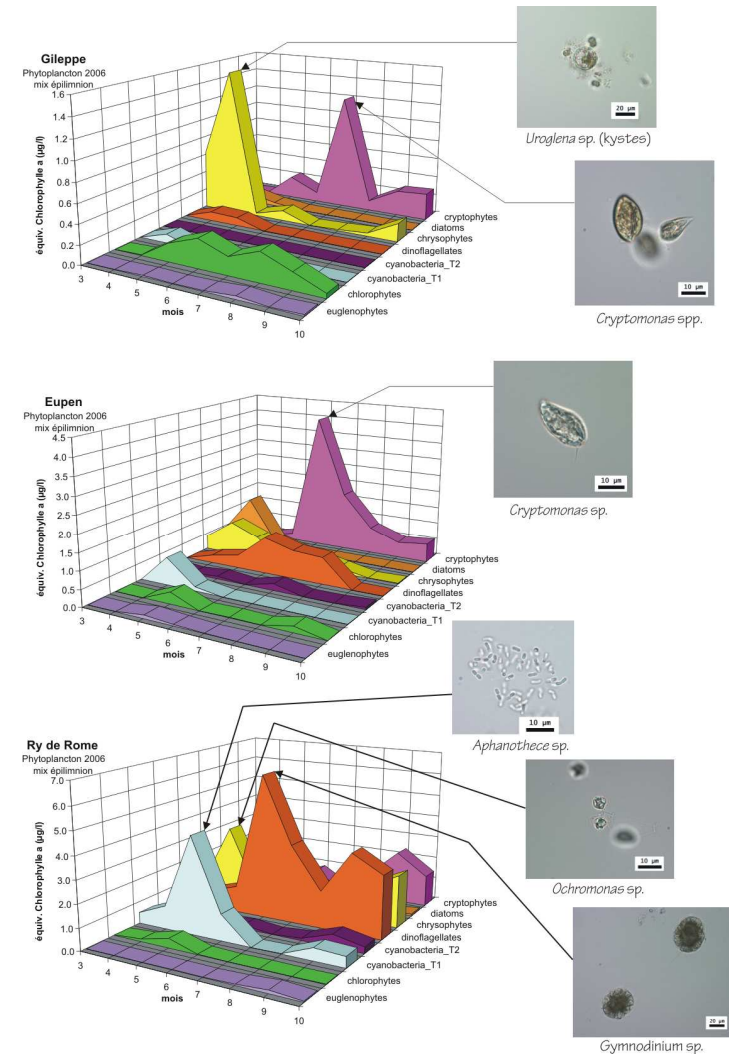 Gileppe
Phytoplancton 2006
mix épilimnion
équiv. Chlorophylle a (µg/l)
1.6
1.4
1.2
1.0
0.8
0.6
0.4
0.2
0.0
3
4
5
6
7
8
9
10
mois
cryptophytes
diatoms
chrysophytes
dinoflagellates
cyanobacteria_T2
cyanobacteria_T1
chlorophytes
euglenophytes
20 µm
Uroglena sp. (kystes)
10 µm
Cryptomonas spp.
Eupen
Phytoplancton 2006
mix épilimnion
équiv. Chlorophylle a (µg/l)
4.5
4.0
3.5
3.0
2.5
2.0
1.5
1.0
0.5
0.0
3
4
5
6
7
8
9
10
mois
cryptophytes
diatoms
chrysophytes
dinoflagellates
cyanobacteria_T2
cyanobacteria_T1
chlorophytes
euglenophytes
10 µm
Cryptomonas sp.
Ry de Rome
Phytoplancton 2006
mix épilimnion
équiv. Chlorophylle a (µg/l)
7.0
6.0
5.0
4.0
3.0
2.0
1.0
0.0
3
4
5
6
7
8
9
10
mois
cryptophytes
diatoms
chrysophytes
dinoflagellates
cyanobacteria_T2
cyanobacteria_T1
chlorophytes
euglenophytes
10 µm
Aphanothece sp.
10 µm
Ochromonas sp.
20 µm
Gymnodinium sp.